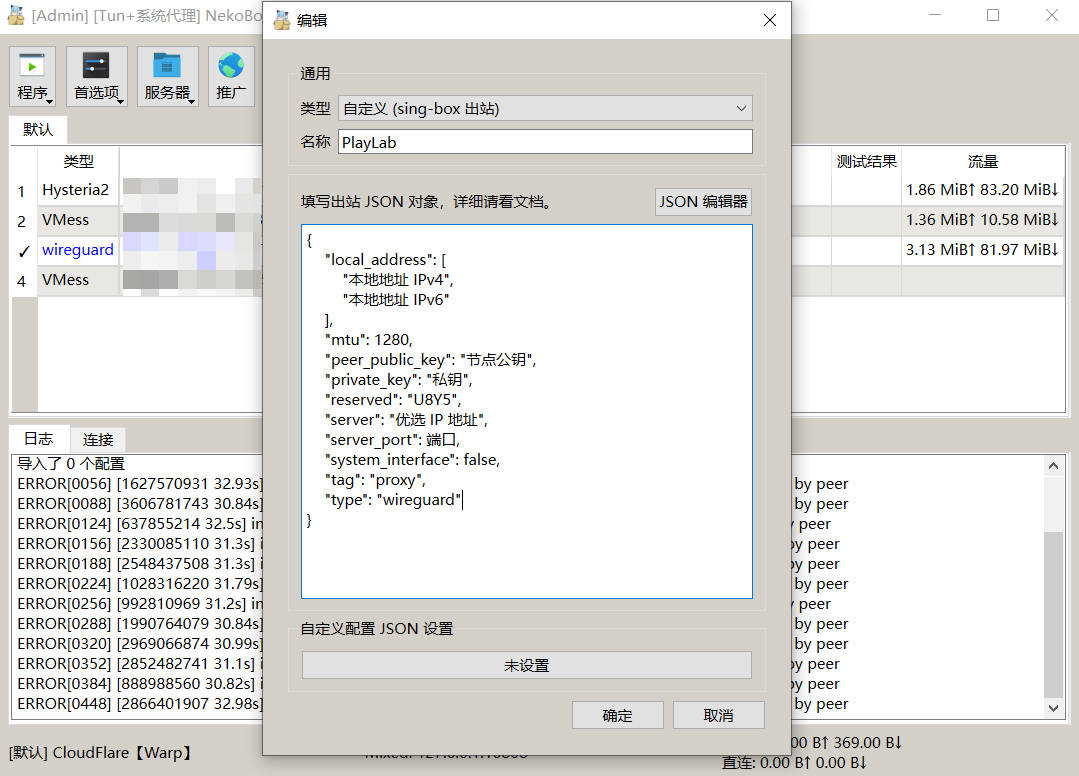 [Admin] [Tun+系统代理] NekoBo
编辑
程序
首选项
服务器
推广
默认
类型
测试结果
流量
1 Hysteria2 1.86 MiB↑ 83.20 MiB↓
2 VMess 1.36 MiB↑ 10.58 MiB↓
✓ wireguard 3.13 MiB↑ 81.97 MiB↓
4 VMess
通用
类型 自定义 (sing-box 出站)
名称 PlayLab
填写出站 JSON 对象，详细请看文档。
JSON 编辑器
{
"local_address": [
"本地地址 IPv4",
"本地地址 IPv6"
],
"mtu": 1280,
"peer_public_key": "节点公钥",
"private_key": "私钥",
"reserved": "U8Y5",
"server": "优选 IP 地址",
"server_port": 端口,
"system_interface": false,
"tag": "proxy",
"type": "wireguard"
}
自定义配置 JSON 设置
未设置
确定
取消
日志
连接
导入了 0 个配置
ERROR[0056] [1627570931 32.93s] by peer
ERROR[0088] [3606781743 30.84s] by peer
ERROR[0124] [637855214 32.5s] in y peer
ERROR[0156] [2330085110 31.3s] i by peer
ERROR[0188] [2548437508 31.3s] i by peer
ERROR[0224] [1028316220 31.79s] by peer
ERROR[0256] [992810969 31.2s] in y peer
ERROR[0288] [1990764079 30.84s] by peer
ERROR[0320] [2969066874 30.99s] by peer
ERROR[0352] [2852482741 31.1s] i by peer
ERROR[0384] [888988560 30.82s] i by peer
ERROR[0448] [2866401907 32.98s] by peer
[默认] CloudFlare【Warp】
00 B↑ 369.00 B↓
直连: 0.00 B↑ 0.00 B↓